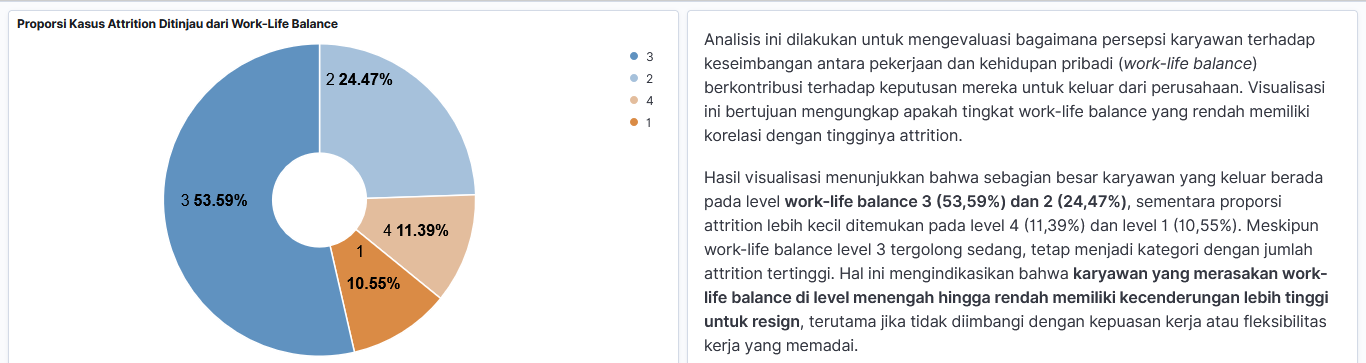 Proporsi Kasus Attrition Ditinjau dari Work-Life Balance
2 24.47%
3 53.59%
4 11.39%
1
10.55%
3
2
4
1
Analisis ini dilakukan untuk mengevaluasi bagaimana persepsi karyawan terhadap
keseimbangan antara pekerjaan dan kehidupan pribadi (work-life balance)
berkontribusi terhadap keputusan mereka untuk keluar dari perusahaan. Visualisasi
ini bertujuan mengungkap apakah tingkat work-life balance yang rendah memiliki
korelasi dengan tingginya attrition.
Hasil visualisasi menunjukkan bahwa sebagian besar karyawan yang keluar berada
pada level work-life balance 3 (53,59%) dan 2 (24,47%), sementara proporsi
attrition lebih kecil ditemukan pada level 4 (11,39%) dan level 1 (10,55%). Meskipun
work-life balance level 3 tergolong sedang, tetap menjadi kategori dengan jumlah
attrition tertinggi. Hal ini mengindikasikan bahwa karyawan yang merasakan work-
life balance di level menengah hingga rendah memiliki kecenderungan lebih tinggi
untuk resign, terutama jika tidak diimbangi dengan kepuasan kerja atau fleksibilitas
kerja yang memadai.